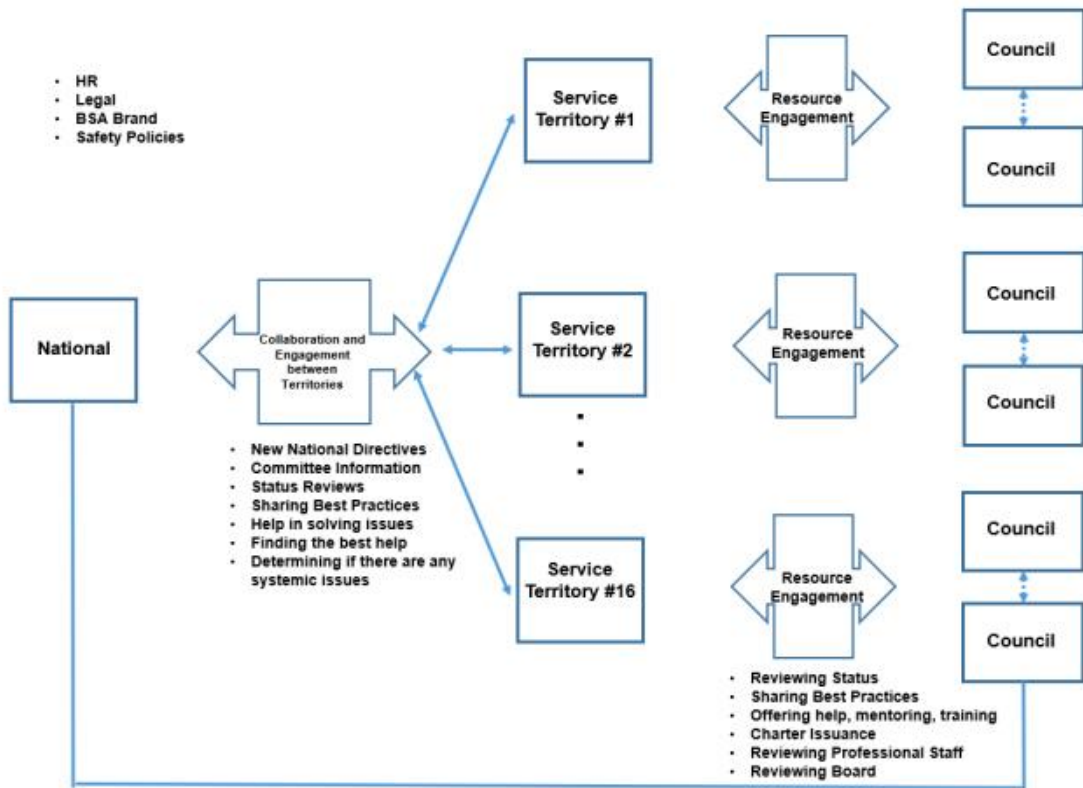 • HR
• Legal
• BSA Brand
• Safety Policies
National
Collaboration and
Engagement
between
Territories
• New National Directives
• Committee Information
• Status Reviews
• Sharing Best Practices
• Help in solving issues
• Finding the best help
• Determining if there are any
systemic issues
Service
Territory #1
Resource
Engagement
Council
Council
Service
Territory #2
Resource
Engagement
Council
Council
Service
Territory #16
Resource
Engagement
Council
Council
• Reviewing Status
• Sharing Best Practices
• Offering help, mentoring, training
• Charter Issuance
• Reviewing Professional Staff
• Reviewing Board